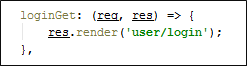 loginGet: (req, res) => {
res.render('user/login');
},